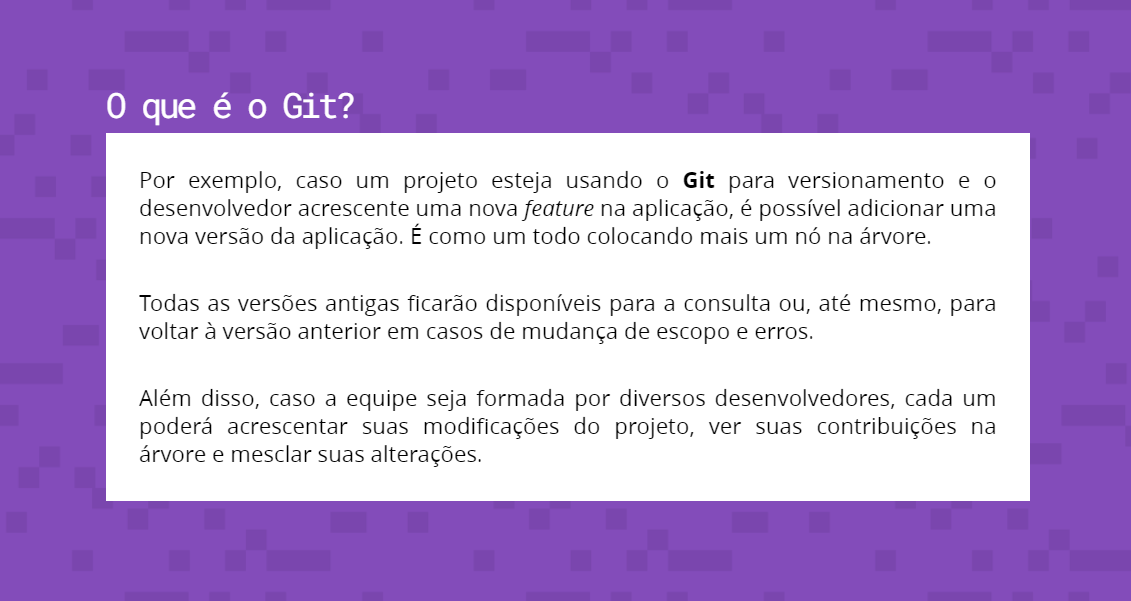 O que é o Git?
Por exemplo, caso um projeto esteja usando o Git para versionamento e o
desenvolvedor acrescente uma nova feature na aplicação, é possível adicionar uma
nova versão da aplicação. É como um todo colocando mais um nó na árvore.
Todas as versões antigas ficarão disponíveis para a consulta ou, até mesmo, para
voltar à versão anterior em casos de mudança de escopo e erros.
Além disso, caso a equipe seja formada por diversos desenvolvedores, cada um
poderá acrescentar suas modificações do projeto, ver suas contribuições na
árvore e mesclar suas alterações.